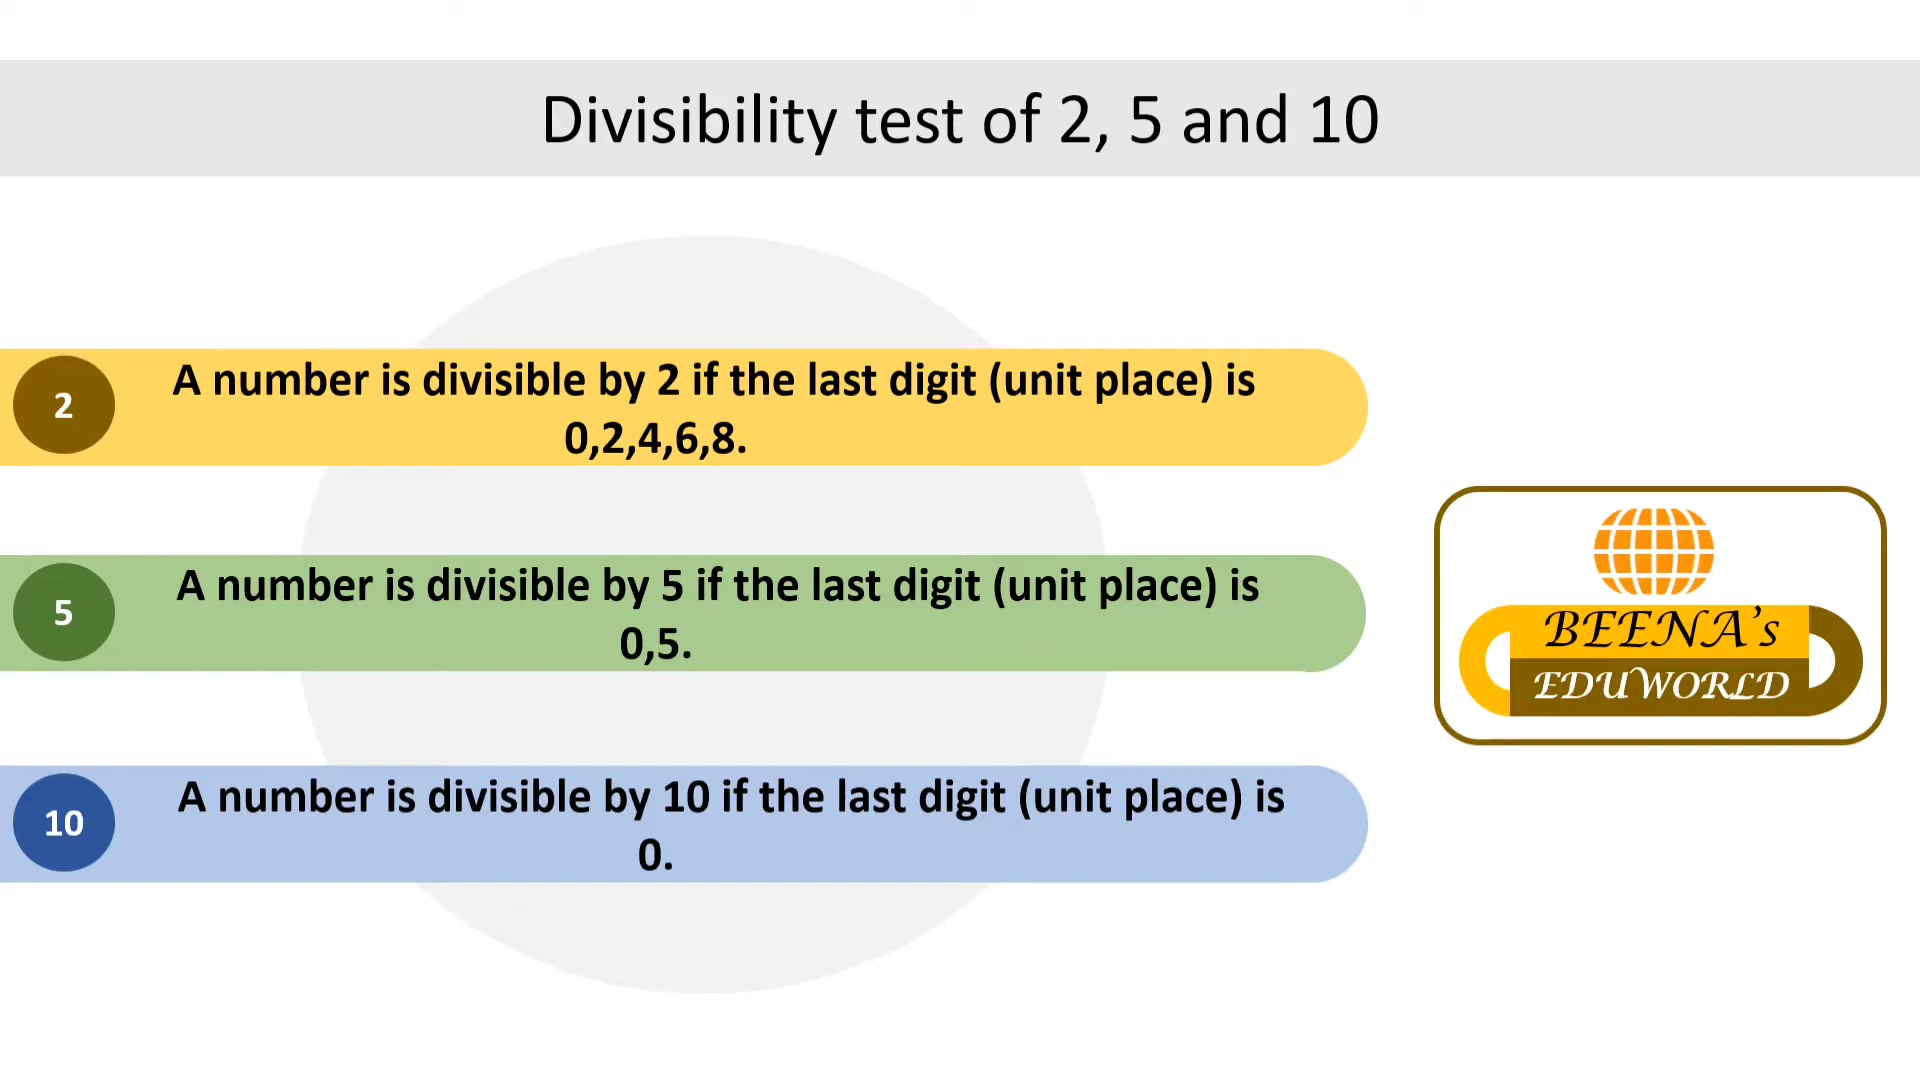 Divisibility test of 2, 5 and 10
2
A number is divisible by 2 if the last digit (unit place) is
0,2,4,6,8.
5
A number is divisible by 5 if the last digit (unit place) is
0,5.
10
A number is divisible by 10 if the last digit (unit place) is
0.
BEENA's
EDUWORLD